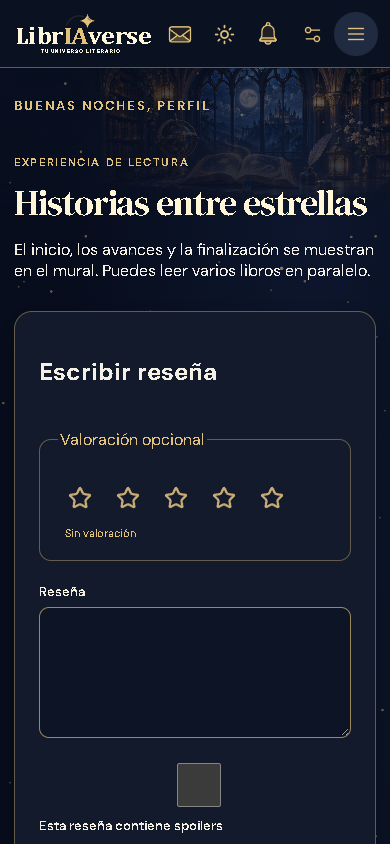 LibrIAverse
TU UNIVERSO LITERARIO
BUENAS NOCHES, PERFIL
EXPERIENCIA DE LECTURA
Historias entre estrellas
El inicio, los avances y la finalización se muestran
en el mural. Puedes leer varios libros en paralelo.
Escribir reseña
Valoración opcional
Sin valoración
Reseña
Esta reseña contiene spoilers